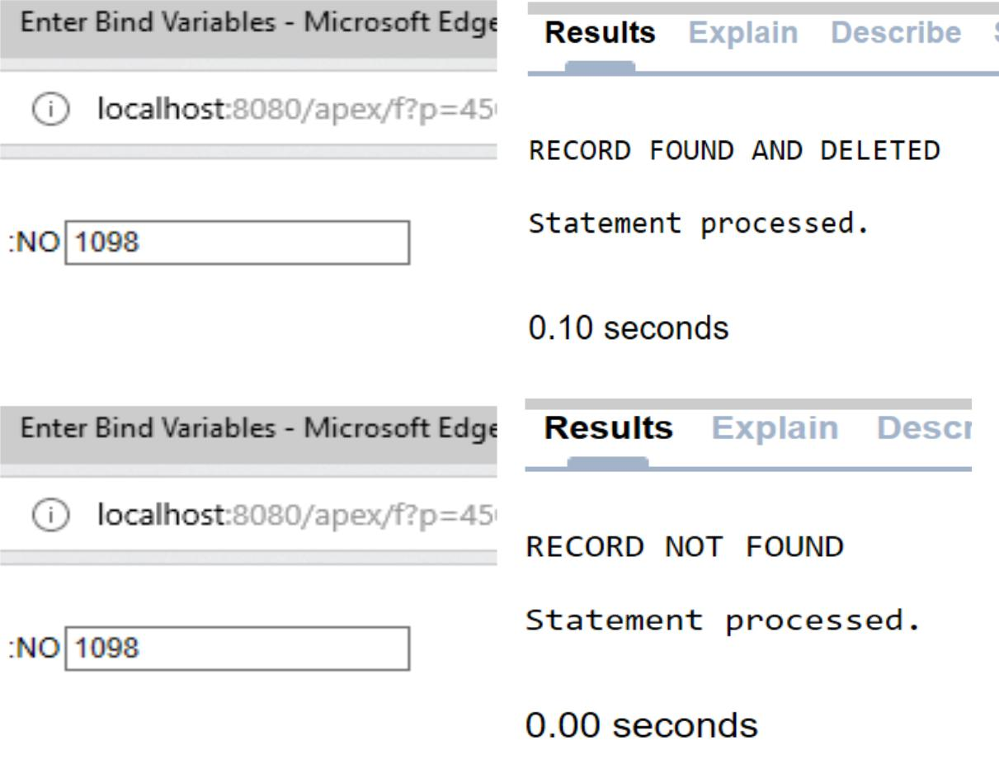 Enter Bind Variables - Microsoft Edge
localhost:8080/apex/f?p=45
:NO 1098
Results Explain Describe
RECORD FOUND AND DELETED
Statement processed.
0.10 seconds
Enter Bind Variables - Microsoft Edge
localhost:8080/apex/f?p=45
:NO 1098
Results Explain Descr
RECORD NOT FOUND
Statement processed.
0.00 seconds